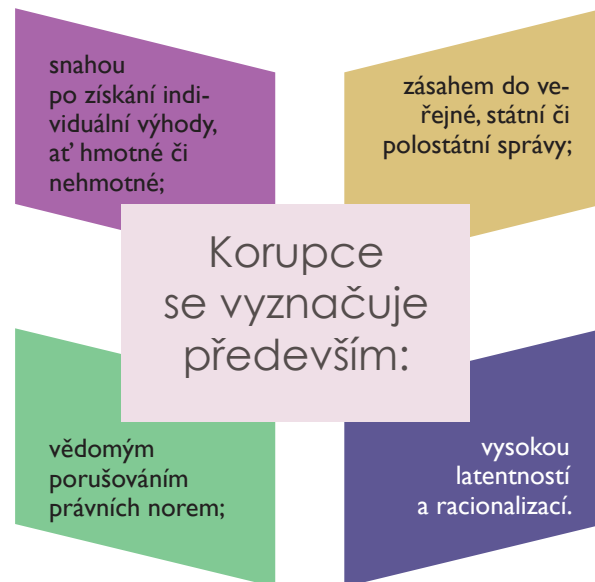 Korupce
se vyznačuje
především:
snahou
po získání indi-
viduální výhody,
ať hmotné či
nehmotné;
zásahem do ve-
řejné, státní či
polostátní správy;
vědomým
porušováním
právních norem;
vysokou
latentností
a racionalizací.